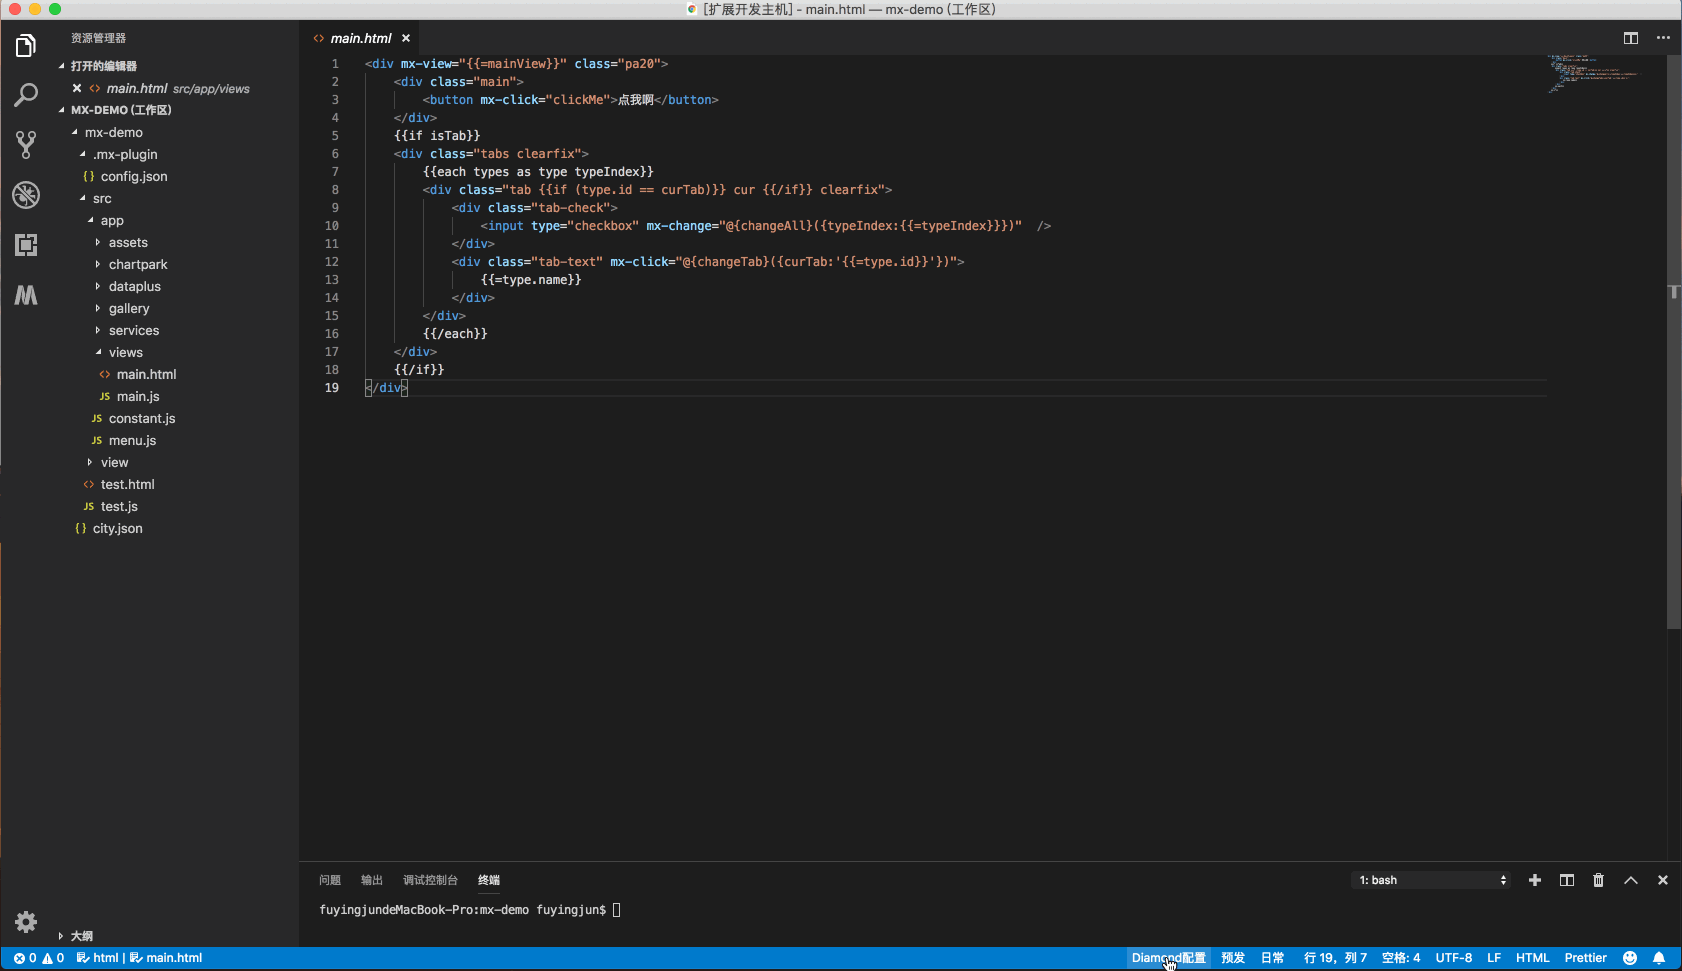 [扩展开发主机] - main.html — mx-demo (工作区)
资源管理器
打开的编辑器
main.html src/app/views
MX-DEMO (工作区)
mx-demo
.mx-plugin
{} config.json
src
app
assets
chartpark
dataplus
gallery
services
views
<> main.html
JS main.js
JS constant.js
JS menu.js
view
<> test.html
JS test.js
{} city.json
大纲
<> main.html
1 <div mx-view="{{=mainView}}" class="pa20">
2 <div class="main">
3 <button mx-click="clickMe">点我啊</button>
4 </div>
5 {{if isTab}}
6 <div class="tabs clearfix">
7 {{each types as type typeIndex}}
8 <div class="tab {{if (type.id == curTab)}} cur {{/if}} clearfix">
9 <div class="tab-check">
10 <input type="checkbox" mx-change="@{changeAll}({typeIndex:{{=typeIndex}}})"  />
11 </div>
12 <div class="tab-text" mx-click="@{changeTab}({curTab:'{{=type.id}}'})">
13 {{=type.name}}
14 </div>
15 </div>
16 {{/each}}
17 </div>
18 {{/if}}
19 </div>
问题 输出 调试控制台 终端
1: bash
fuyingjundeMacBook-Pro:mx-demo fuyingjun$
0 0 html | main.html
Diamond配置 预发 日常 行 19，列 7 空格: 4 UTF-8 LF HTML Prettier